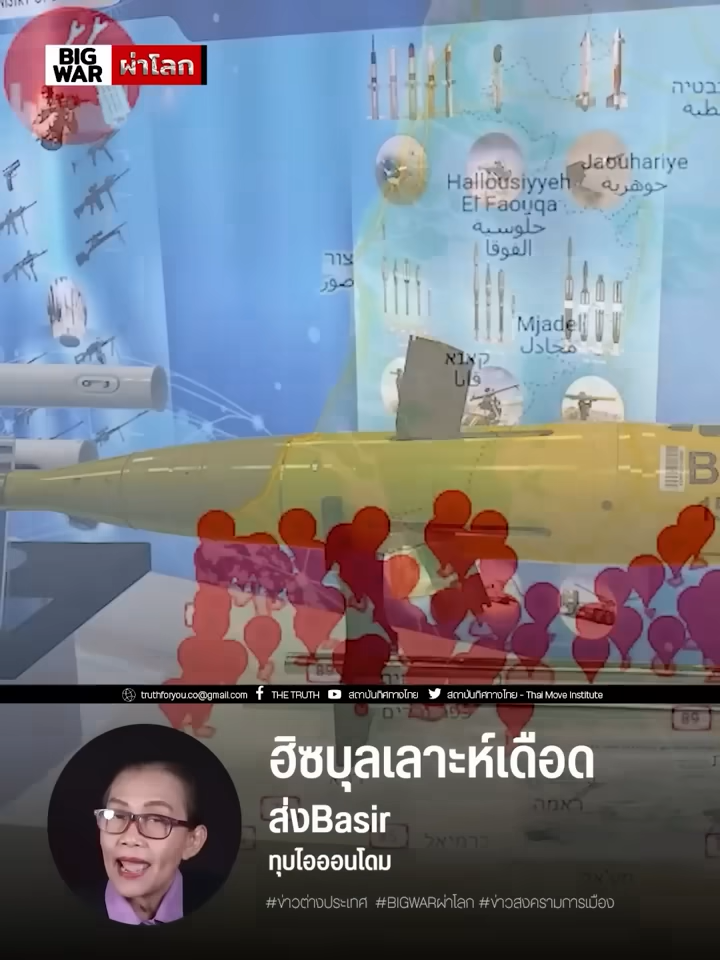 BIG
WAR
ผ่าโลก
Jaouhariye
جوهرية
Hallousiyyeh
El Faouqa
حلّوسية
الفوقا
צור
صور
Mjadel
مجادل
קאנא
قانا
B
89
truthforyou.co@gmail.com THE TRUTH สถาบันทิศทางไทย สถาบันทิศทางไทย - Thai Move Institute
89
ฮิซบุลเลาะห์เดือด
ส่งBasir
ทุบไอออนโดม
ראמה
כרמיאל
#ข่าวต่างประเทศ #BIGWARผ่าโลก #ข่าวสงครามการเมือง